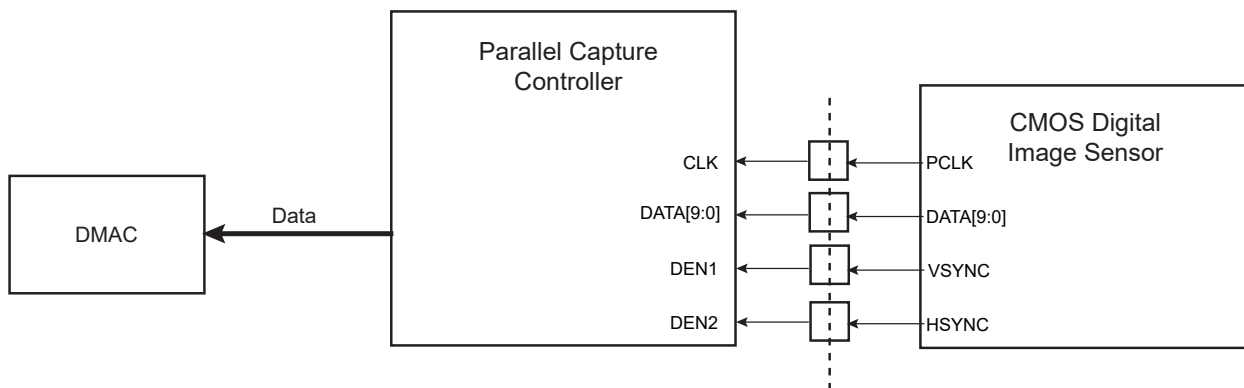 Parallel Capture
Controller
CMOS Digital
Image Sensor
CLK
PCLK
DATA[9:0]
DATA[9:0]
Data
DMAC
DEN1
VSYNC
DEN2
HSYNC